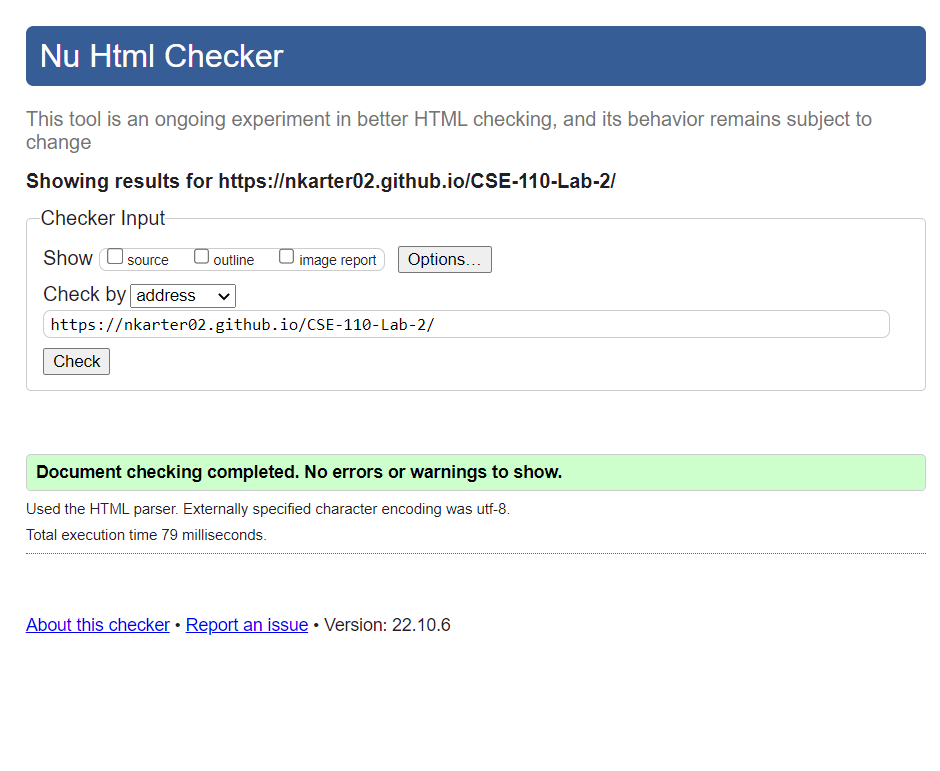 Nu Html Checker
This tool is an ongoing experiment in better HTML checking, and its behavior remains subject to
change
Showing results for https://nkarter02.github.io/CSE-110-Lab-2/
Checker Input
Show source outline image report Options…
Check by address
https://nkarter02.github.io/CSE-110-Lab-2/
Check
Document checking completed. No errors or warnings to show.
Used the HTML parser. Externally specified character encoding was utf-8.
Total execution time 79 milliseconds.
About this checker • Report an issue • Version: 22.10.6